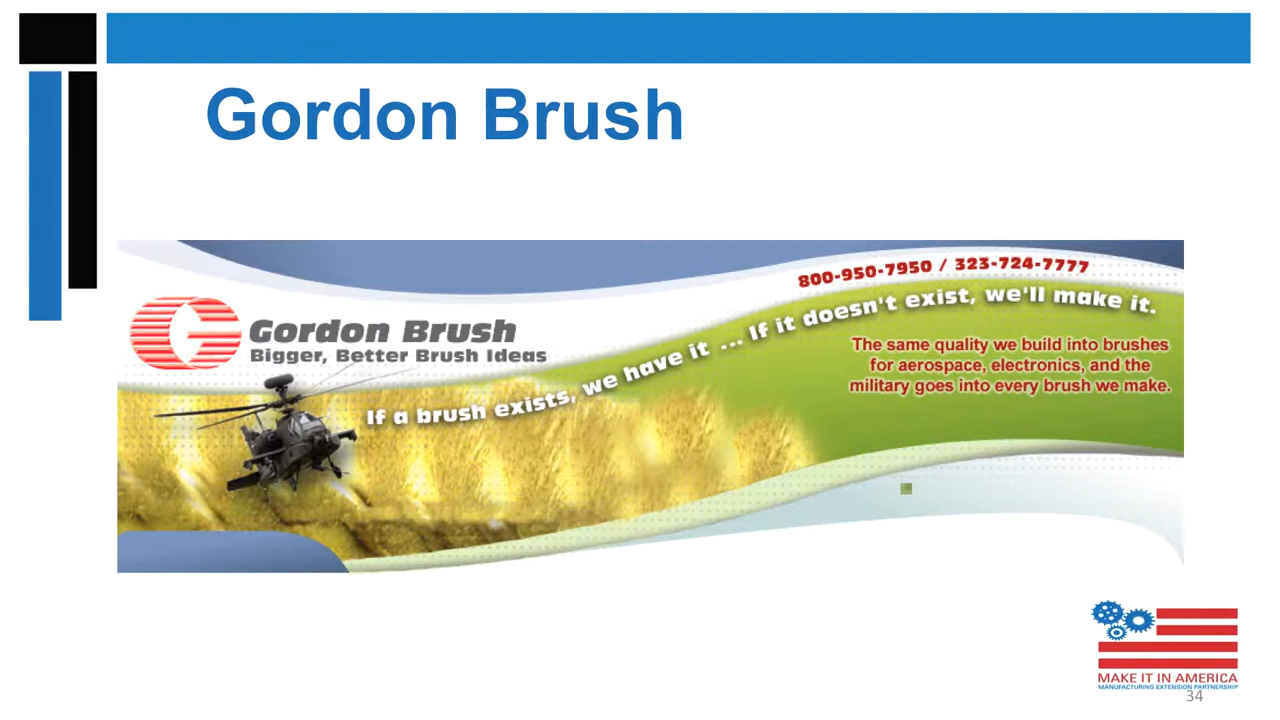 Gordon Brush
800-950-7950 / 323-724-7777
If a brush exists, we have it ... If it doesn't exist, we'll make it.
Gordon Brush
Bigger, Better Brush Ideas
The same quality we build into brushes
for aerospace, electronics, and the
military goes into every brush we make.
MAKE IT IN AMERICA
MANUFACTURING EXTENSION PARTNERSHIP
34